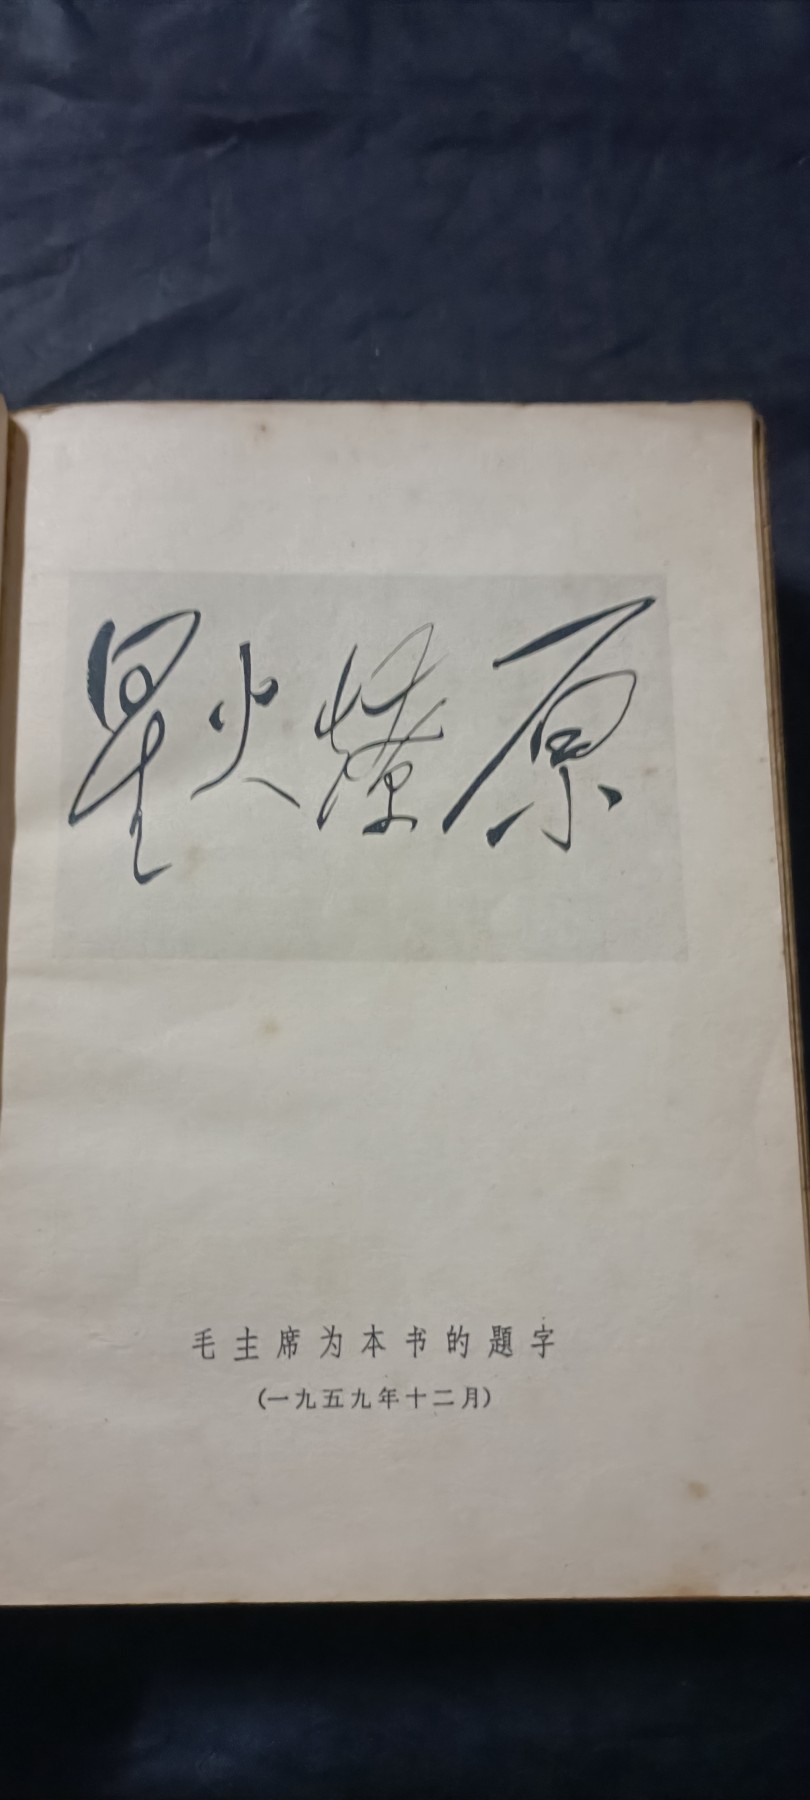 星火燎原
毛主席为本书的题字
(一九五九年十二月)